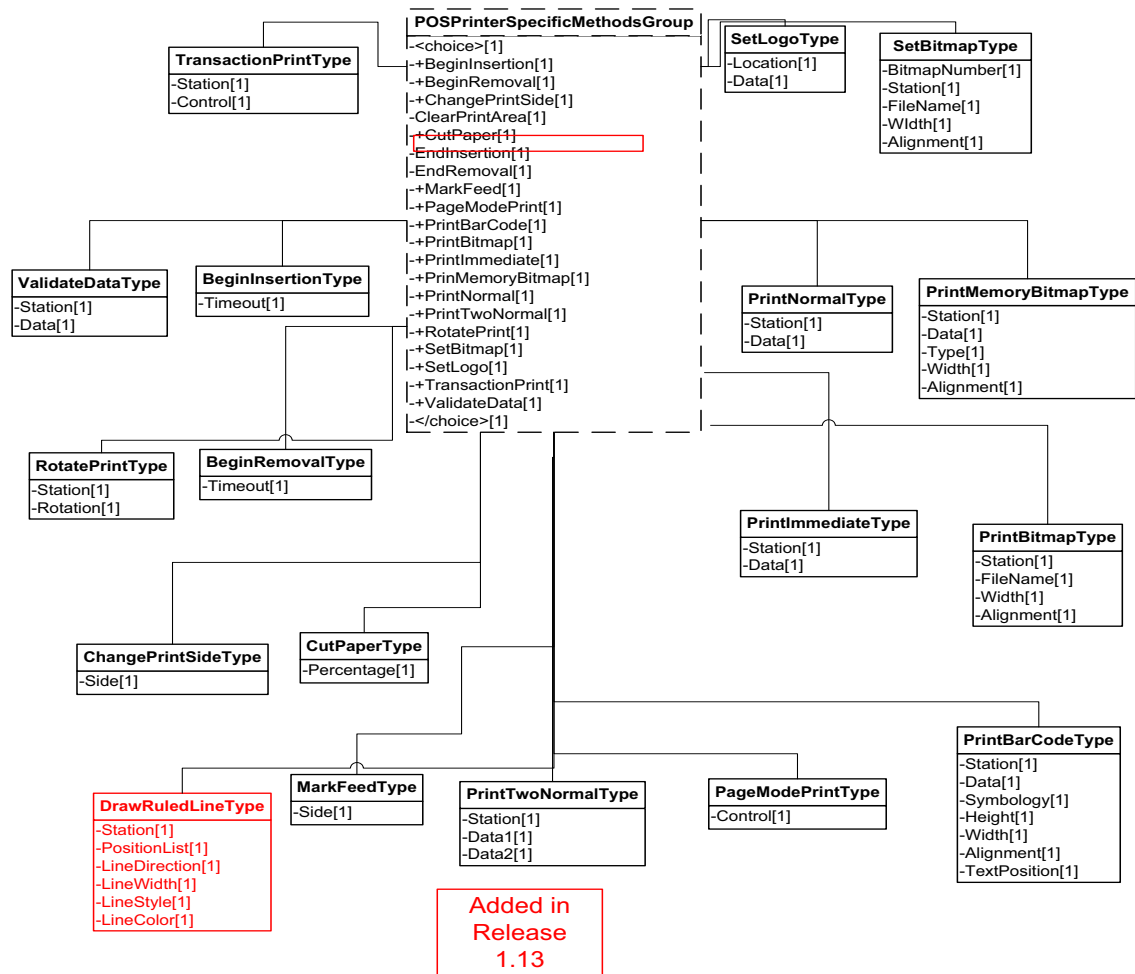 POSPrinterSpecificMethodsGroup
-<choice>[1]
-+BeginInsertion[1]
-+BeginRemoval[1]
-+ChangePrintSide[1]
-ClearPrintArea[1]
-+CutPaper[1]
-EndInsertion[1]
-EndRemoval[1]
-+MarkFeed[1]
-+PageModePrint[1]
-+PrintBarCode[1]
-+PrintBitmap[1]
-+PrintImmediate[1]
-+PrinMemoryBitmap[1]
-+PrintNormal[1]
-+PrintTwoNormal[1]
-+RotatePrint[1]
-+SetBitmap[1]
-+SetLogo[1]
-+TransactionPrint[1]
-+ValidateData[1]
-</choice>[1]
TransactionPrintType
-Station[1]
-Control[1]
SetLogoType
-Location[1]
-Data[1]
SetBitmapType
-BitmapNumber[1]
-Station[1]
-FileName[1]
-WIdth[1]
-Alignment[1]
ValidateDataType
-Station[1]
-Data[1]
BeginInsertionType
-Timeout[1]
PrintNormalType
-Station[1]
-Data[1]
PrintMemoryBitmapType
-Station[1]
-Data[1]
-Type[1]
-Width[1]
-Alignment[1]
RotatePrintType
-Station[1]
-Rotation[1]
BeginRemovalType
-Timeout[1]
PrintImmediateType
-Station[1]
-Data[1]
PrintBitmapType
-Station[1]
-FileName[1]
-Width[1]
-Alignment[1]
ChangePrintSideType
-Side[1]
CutPaperType
-Percentage[1]
DrawRuledLineType
-Station[1]
-PositionList[1]
-LineDirection[1]
-LineWidth[1]
-LineStyle[1]
-LineColor[1]
MarkFeedType
-Side[1]
PrintTwoNormalType
-Station[1]
-Data1[1]
-Data2[1]
PageModePrintType
-Control[1]
PrintBarCodeType
-Station[1]
-Data[1]
-Symbology[1]
-Height[1]
-Width[1]
-Alignment[1]
-TextPosition[1]
Added in
Release
1.13